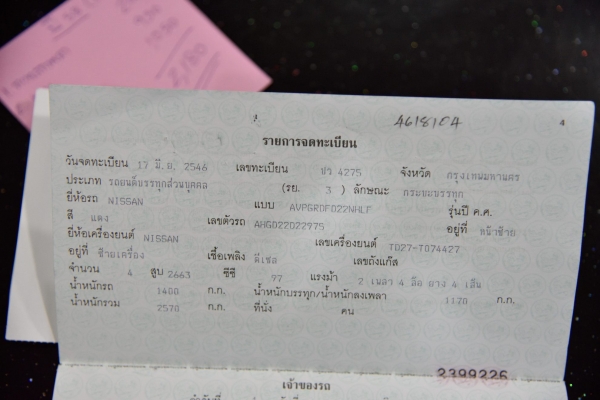 4618104
4
รายการจดทะเบียน
วันจดทะเบียน 17 มิ.ย. 2546 เลขทะเบียน ชว 4275 จังหวัด กรุงเทพมหานคร
ประเภท รถยนต์บรรทุกส่วนบุคคล (รย. 3 ) ลักษณะ กระบะบรรทุก
ยี่ห้อรถ NISSAN แบบ AVPGRDFD22NHLF รุ่นปี ค.ศ.
สี แดง เลขตัวรถ AHGD22D22975 อยู่ที่ หน้าซ้ายรถ
ยี่ห้อเครื่องยนต์ NISSAN เลขเครื่องยนต์ TD27-T074427
อยู่ที่ ซ้ายเครื่อง เชื้อเพลิง ดีเซล เลขถังแก๊ส
จำนวน 4 สูบ 2663 ซีซี 97 แรงม้า 2 เพลา 4 ล้อ ยาง 4 เส้น
น้ำหนักรถ 1400 ก.ก. น้ำหนักบรรทุก/น้ำหนักลงเพลา 1170 ก.ก.
น้ำหนักรวม 2570 ก.ก. ที่นั่ง คน
2399226
เจ้าของรถ